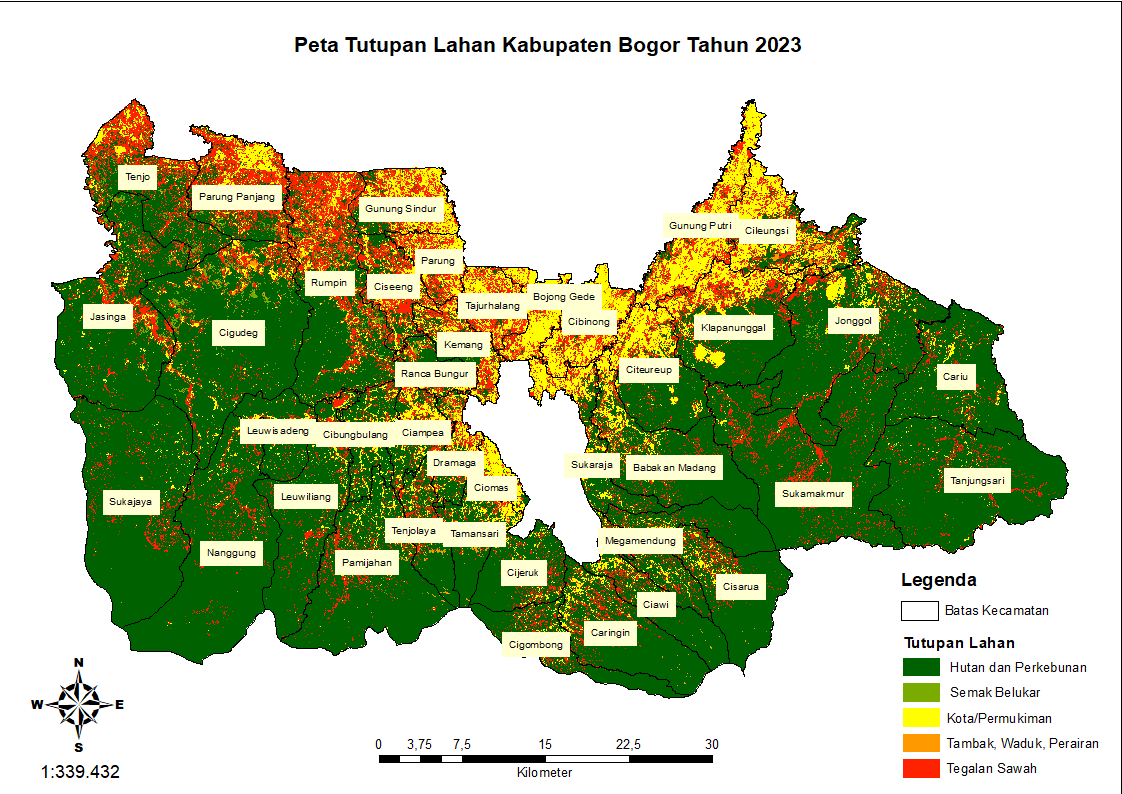 Peta Tutupan Lahan Kabupaten Bogor Tahun 2023
Tenjo
Parung Panjang
Gunung Sindur
Gunung Putri
Cileungsi
Parung
Rumpin
Ciseeng
Tajurhalang
Bojong Gede
Cibinong
Jasinga
Cigudeg
Kemang
Klapanunggal
Jonggol
Ranca Bungur
Citeureup
Cariu
Leuwisadeng
Cibungbulang
Ciampea
Dramaga
Sukaraja
Babakan Madang
Ciomas
Sukajaya
Leuwiliang
Sukamakmur
Tanjungsari
Tenjolaya
Tamansari
Nanggung
Pamijahan
Megamendung
Cijeruk
Cisarua
Ciawi
Caringin
Cigombong
Legenda
Batas Kecamatan
Tutupan Lahan
Hutan dan Perkebunan
Semak Belukar
Kota/Permukiman
Tambak, Waduk, Perairan
Tegalan Sawah
N
W E
S
1:339.432
0 3,75 7,5 15 22,5 30
Kilometer